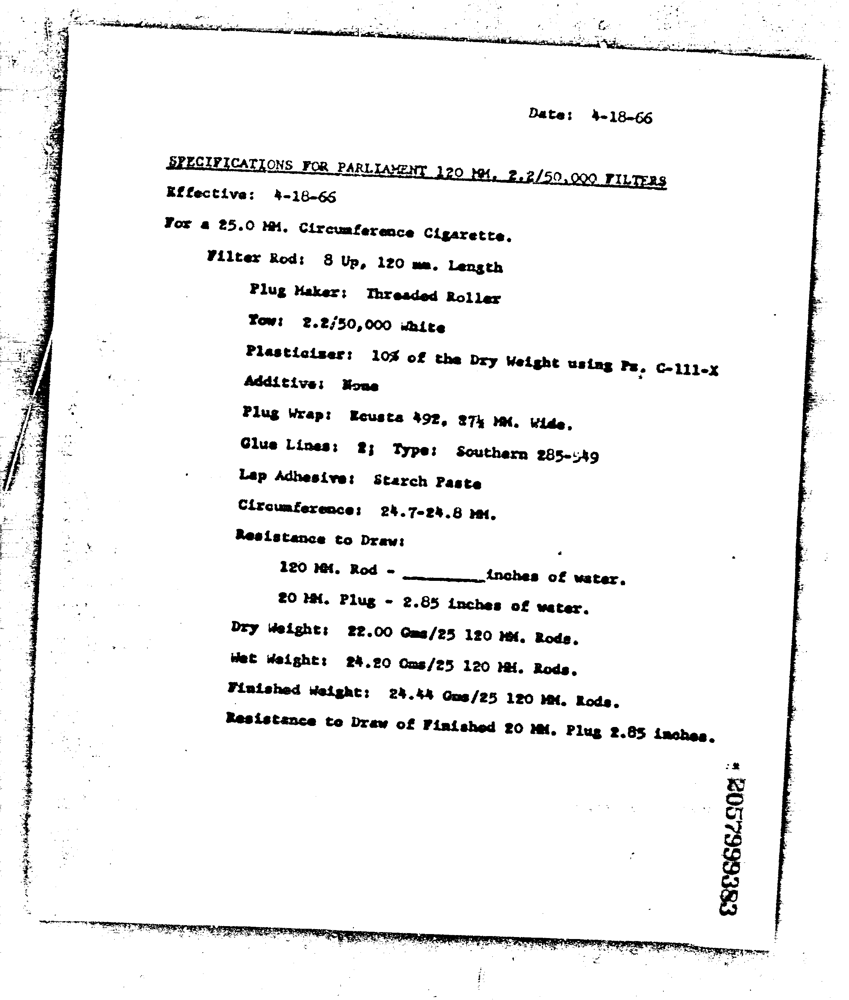 Date: 4-18-66
SPECIFICATIONS FOR PARLIAMENT 120 MM. 2.2/50,000 FILTERS
Effective: 4-18-66
For a 25.0 MM. Circumference Cigarette.
Filter Rod: 8 Up, 120 mm. Length
Plug Maker: Threaded Roller
Tow: 2.2/50,000 White
Plasticizer: 10% of the Dry Weight using Pz. C-111-X
Additive: None
Plug Wrap: Ecusta 492, 27½ MM. Wide.
Glue Lines: 2; Type: Southern 285-549
Lap Adhesive: Starch Paste
Circumference: 24.7-24.8 MM.
Resistance to Draw:
120 MM. Rod - ________inches of water.
20 MM. Plug - 2.85 inches of water.
Dry Weight: 22.00 Gms/25 120 MM. Rods.
Wet Weight: 24.20 Gms/25 120 MM. Rods.
Finished Weight: 24.44 Gms/25 120 MM. Rods.
Resistance to Draw of Finished 20 MM. Plug 2.85 inches.
2057999383